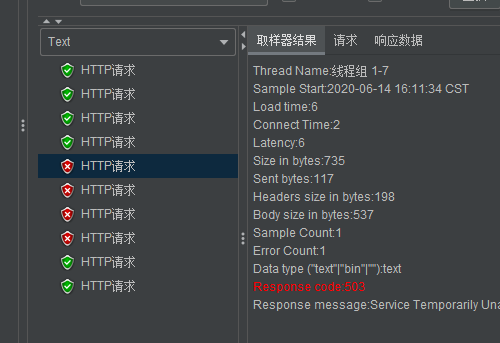 Text
取样器结果 请求 响应数据
HTTP请求
HTTP请求
HTTP请求
HTTP请求
HTTP请求
HTTP请求
HTTP请求
HTTP请求
HTTP请求
HTTP请求
Thread Name:线程组 1-7
Sample Start:2020-06-14 16:11:34 CST
Load time:6
Connect Time:2
Latency:6
Size in bytes:735
Sent bytes:117
Headers size in bytes:198
Body size in bytes:537
Sample Count:1
Error Count:1
Data type ("text"|"bin"|""):text
Response code:503
Response message:Service Temporarily Una